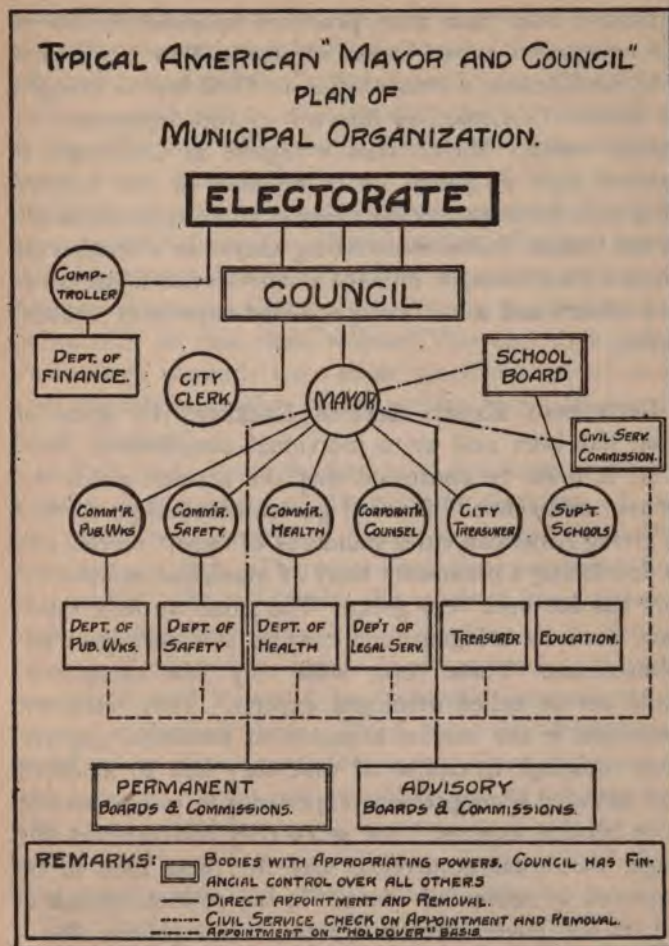 TYPICAL AMERICAN "MAYOR AND COUNCIL"
PLAN OF
MUNICIPAL ORGANIZATION.
ELECTORATE
COMP-
TROLLER
COUNCIL
DEPT. OF
FINANCE.
CITY
CLERK.
MAYOR
SCHOOL
BOARD
CIVIL SERV.
COMMISSION.
COMM'R.
PUB. WKS
COMM'R.
SAFETY
COMM'R.
HEALTH
CORPORAT'N.
COUNSEL
CITY
TREASURER
SUP'T.
SCHOOLS
DEPT. OF
PUB. WKS.
DEPT. OF
SAFETY
DEPT. OF
HEALTH
DEP'T OF
LEGAL SERV.
TREASURER.
EDUCATION.
PERMANENT
BOARDS & COMMISSIONS.
ADVISORY
BOARDS & COMMISSIONS.
REMARKS: BODIES WITH APPROPRIATING POWERS. COUNCIL HAS FIN-
ANCIAL CONTROL OVER ALL OTHERS
DIRECT APPOINTMENT AND REMOVAL.
CIVIL SERVICE CHECK ON APPOINTMENT AND REMOVAL.
APPOINTMENT ON "HOLDOVER" BASIS